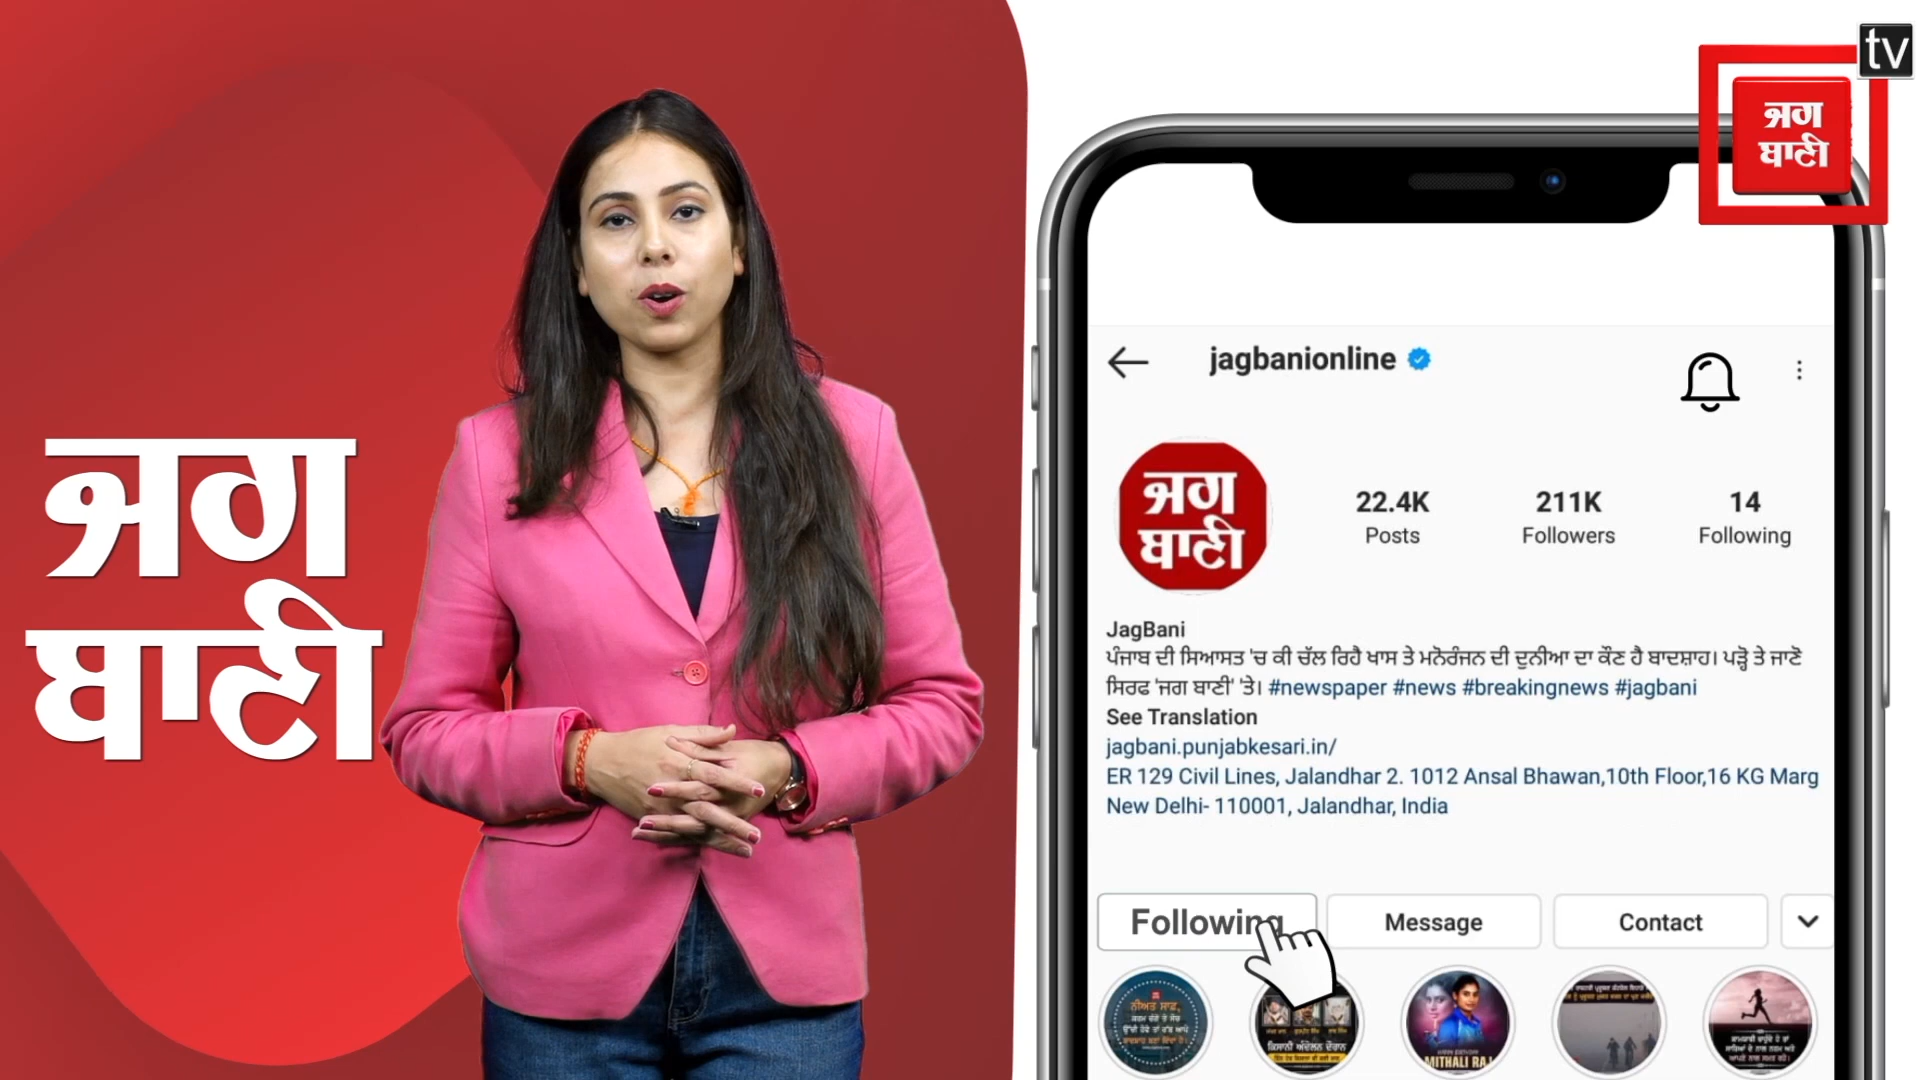 ਜਗ
ਬਾਣੀ
tv
ਜਗ
ਬਾਣੀ
jagbanionline
ਜਗ
ਬਾਣੀ
22.4K
Posts
211K
Followers
14
Following
JagBani
ਪੰਜਾਬ ਦੀ ਸਿਆਸਤ 'ਚ ਕੀ ਚੱਲ ਰਿਹੈ ਖਾਸ ਤੇ ਮਨੋਰੰਜਨ ਦੀ ਦੁਨੀਆ ਦਾ ਕੌਣ ਹੈ ਬਾਦਸ਼ਾਹ। ਪੜ੍ਹੋ ਤੇ ਜਾਣੋ
ਸਿਰਫ 'ਜਗ ਬਾਣੀ' 'ਤੇ। #newspaper #news #breakingnews #jagbani
See Translation
jagbani.punjabkesari.in/
ER 129 Civil Lines, Jalandhar 2. 1012 Ansal Bhawan,10th Floor,16 KG Marg
New Delhi- 110001, Jalandhar, India
Following
Message
Contact
ਨੀਅਤ ਸਾਫ਼,
ਕਿਸਾਨੀ ਅੰਦੋਲਨ ਦੌਰਾਨ
MITHALI RAJ